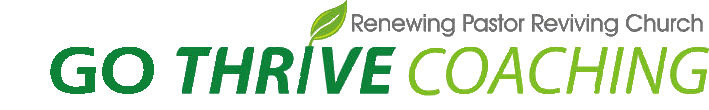 Renewing Pastor Reviving Church
GO THRIVE COACHING